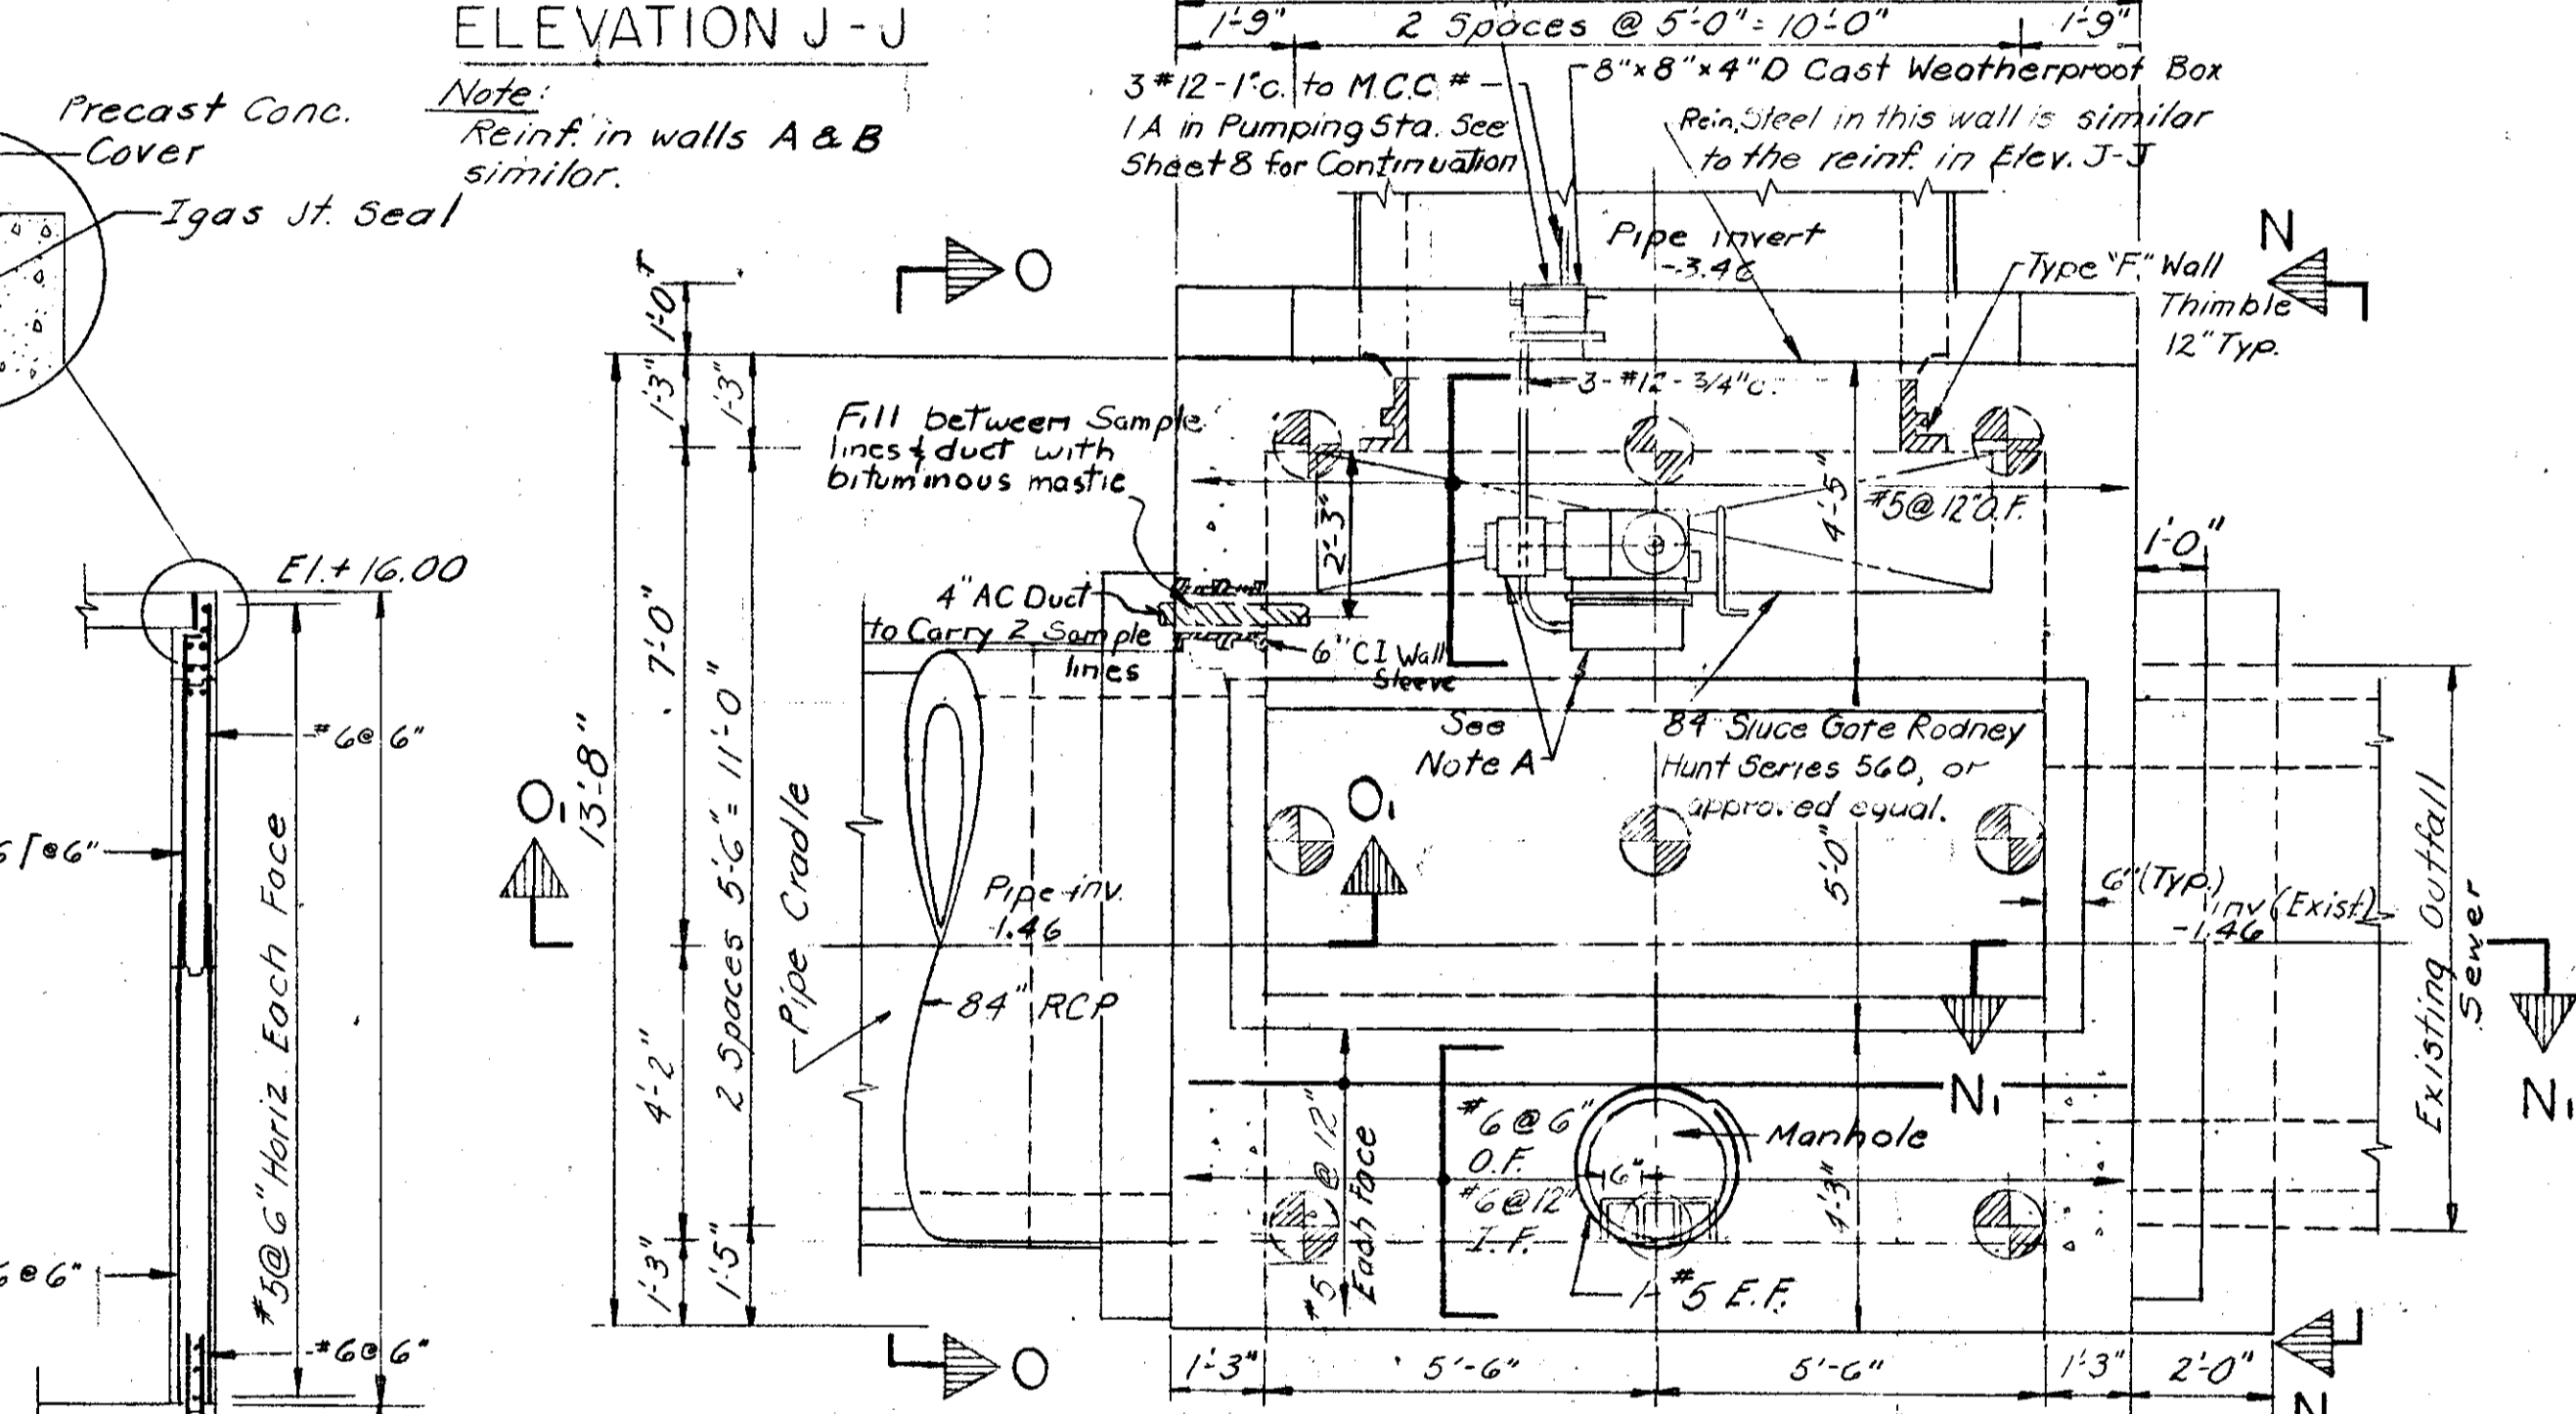 ELEVATION J-J
Note:
Reinf. in walls A & B
similar.
Precast Conc.
Cover
Igas Jt. Seal
El.+ 16.00
#6@6"
#5@6" Horiz. Each Face
@6"
@6"
#6@6"
1'-9"
2 Spaces @ 5'-0" = 10'-0"
1'-9"
3 #12-1"c. to M.C.C #
1A in Pumping Sta. See
Sheet 8 for Continuation
8"x8"x4"D Cast Weatherproof Box
Rein. Steel in this wall is similar
to the reinf. in Elev. J-J
Pipe invert
-3.46
Type "F" Wall
Thimble
12" Typ.
N
O
1'-0"
1'-3"
1'-3"
7'-0"
13'-8"
2 Spaces 5'-6" = 11'-0"
4'-2"
1'-3"
1'-5"
3-#12-3/4"c.
Fill between Sample
lines & duct with
bituminous mastic
2'-3"
4'-5"
#5@12"O.F.
1'-0"
4" AC Duct
to Carry 2 Sample
lines
6" CI Wall
Sleeve
See
Note A
84" Sluce Gate Rodney
Hunt Series 560, or
approved equal.
O₁
O₁
Pipe Cradle
Pipe inv.
-1.46
84" RCP
5'-0"
6" (Typ.)
inv (Exist.)
-1.46
Existing Outfall
Sewer
N₁
N₁
#5 @ 12"
Each Face
#6@6"
O.F.
#6@12"
I.F.
6"
Manhole
4'-3"
1-#5 E.F.
O
1'-3"
5'-6"
5'-6"
1'-3"
2'-0"
N